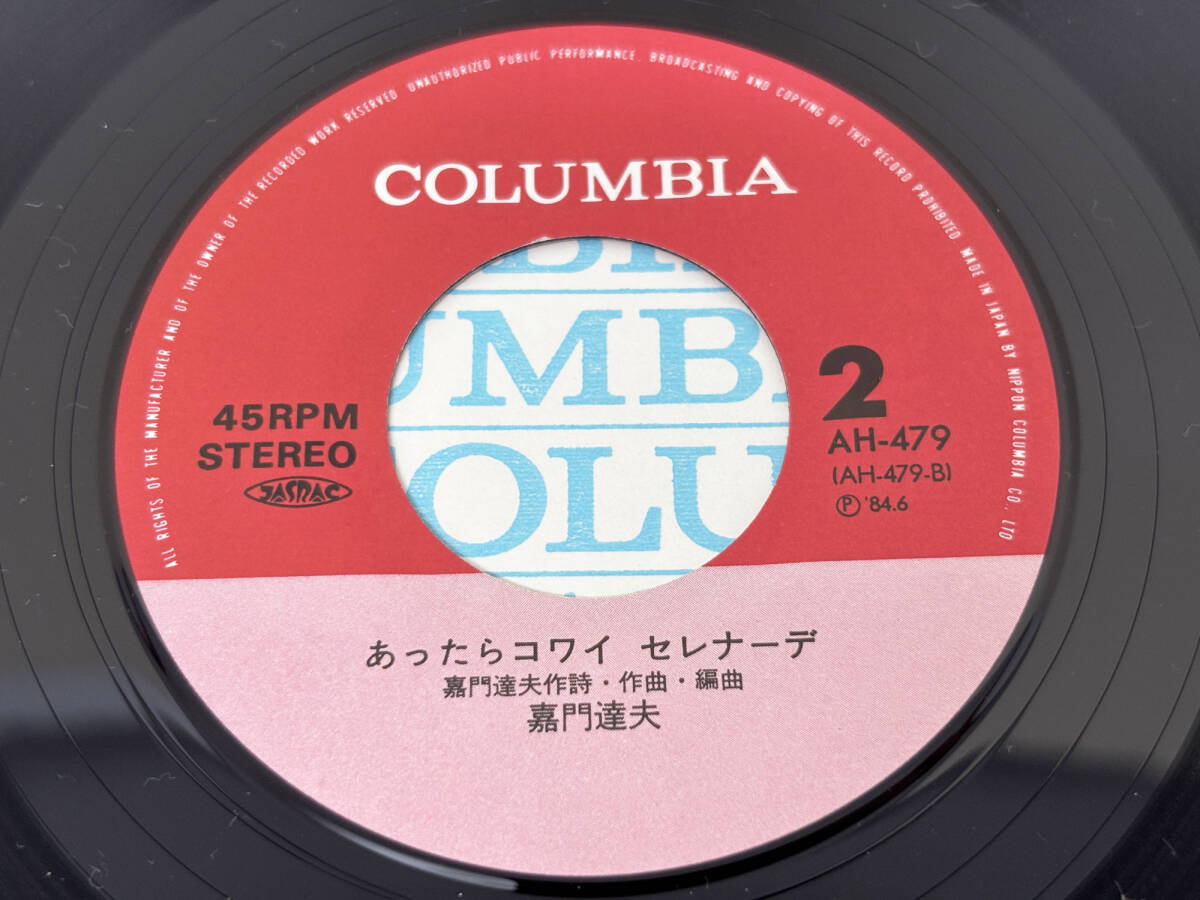 ALL RIGHTS OF THE MANUFACTURER AND OF THE OWNER OF THE RECORDED WORK RESERVED UNAUTHORIZED PUBLIC PERFORMANCE. BROADCASTING AND COPYING OF THIS RECORD PROHIBITED MADE IN JAPAN BY NIPPON COLUMBIA CO., LTD
COLUMBIA
UMBA
OLU
45RPM
STEREO
JASRAC
2
AH-479
(AH-479-B)
Ⓟ '84.6
あったらコワイ セレナーデ
嘉門達夫作詩・作曲・編曲
嘉門達夫